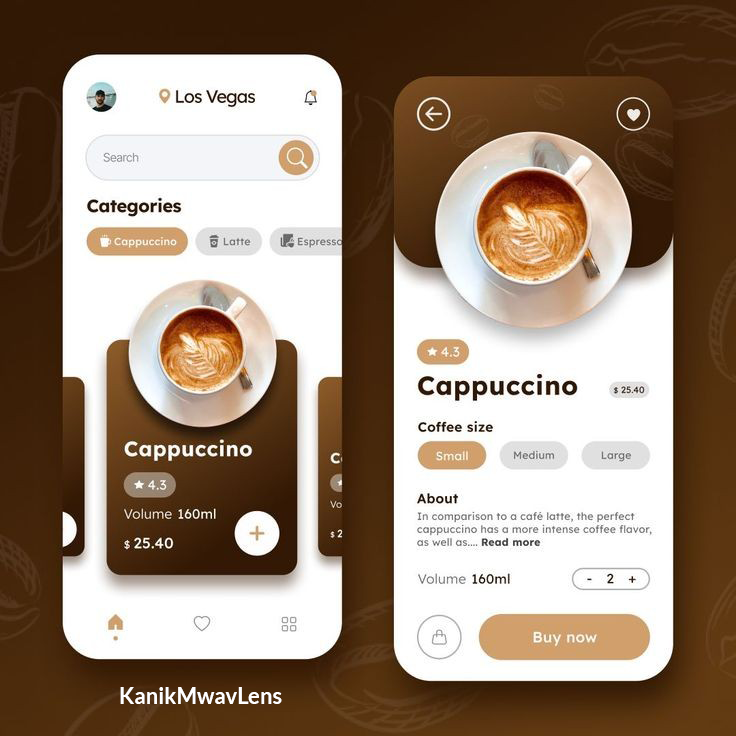 Los Vegas
Search
Categories
Cappuccino
Latte
Espresso
Cappuccino
4.3
Volume 160ml
$ 25.40
C
Vo
$ 2
4.3
Cappuccino
$ 25.40
Coffee size
Small
Medium
Large
About
In comparison to a café latte, the perfect
cappuccino has a more intense coffee flavor,
as well as.... Read more
Volume 160ml
- 2 +
Buy now
KanikMwavLens